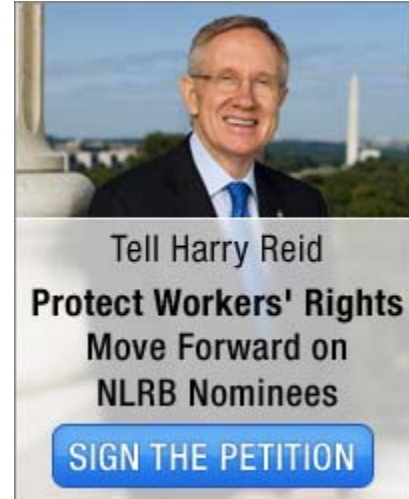 Tell Harry Reid
Protect Workers' Rights
Move Forward on
NLRB Nominees
SIGN THE PETITION